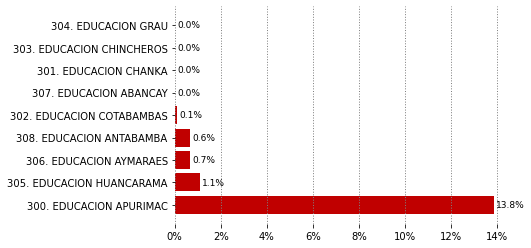 304. EDUCACION GRAU 0.0%
303. EDUCACION CHINCHEROS 0.0%
301. EDUCACION CHANKA 0.0%
307. EDUCACION ABANCAY 0.0%
302. EDUCACION COTABAMBAS 0.1%
308. EDUCACION ANTABAMBA 0.6%
306. EDUCACION AYMARAES 0.7%
305. EDUCACION HUANCARAMA 1.1%
300. EDUCACION APURIMAC 13.8%
0% 2% 4% 6% 8% 10% 12% 14%